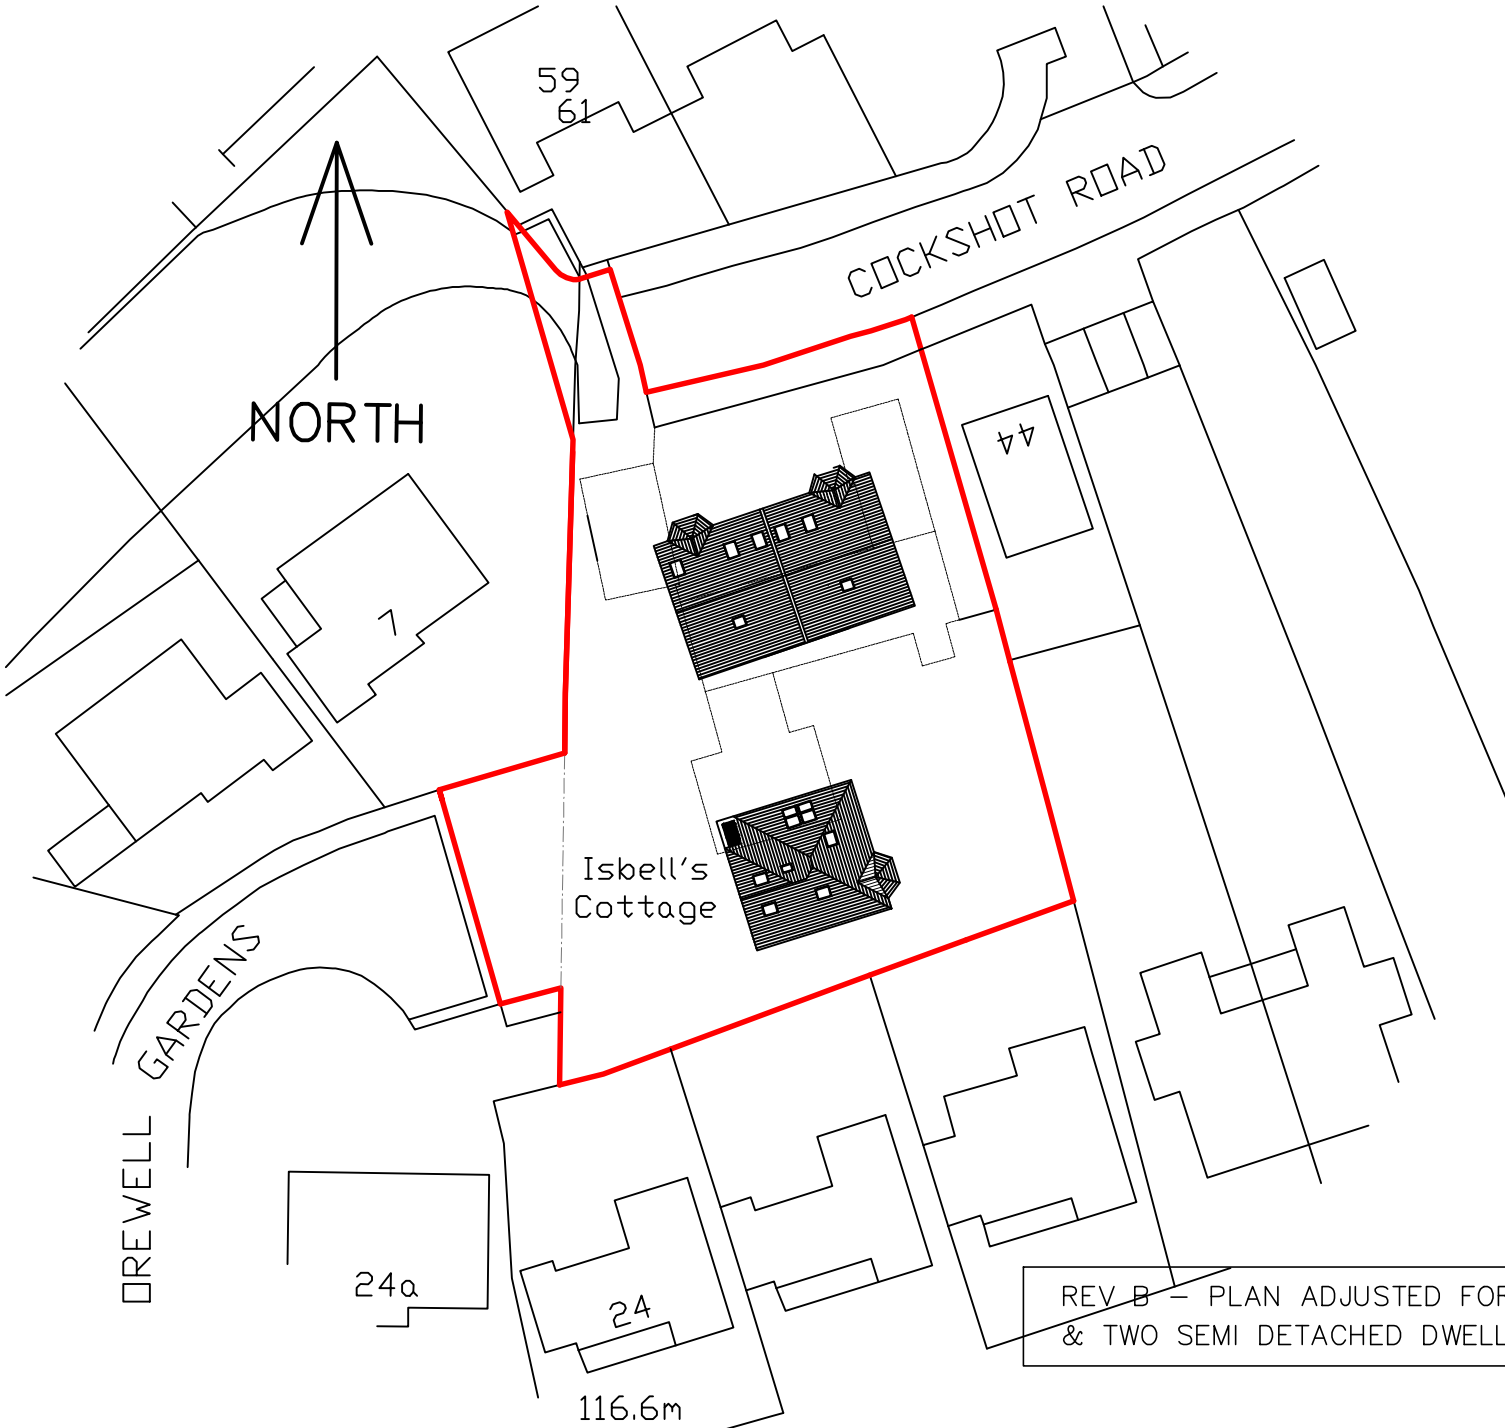 59
61
COCKSHOT ROAD
NORTH
44
7
Isbell's
Cottage
OREWELL GARDENS
24a
24
REV B – PLAN ADJUSTED FOR
& TWO SEMI DETACHED DWELL
116.6m